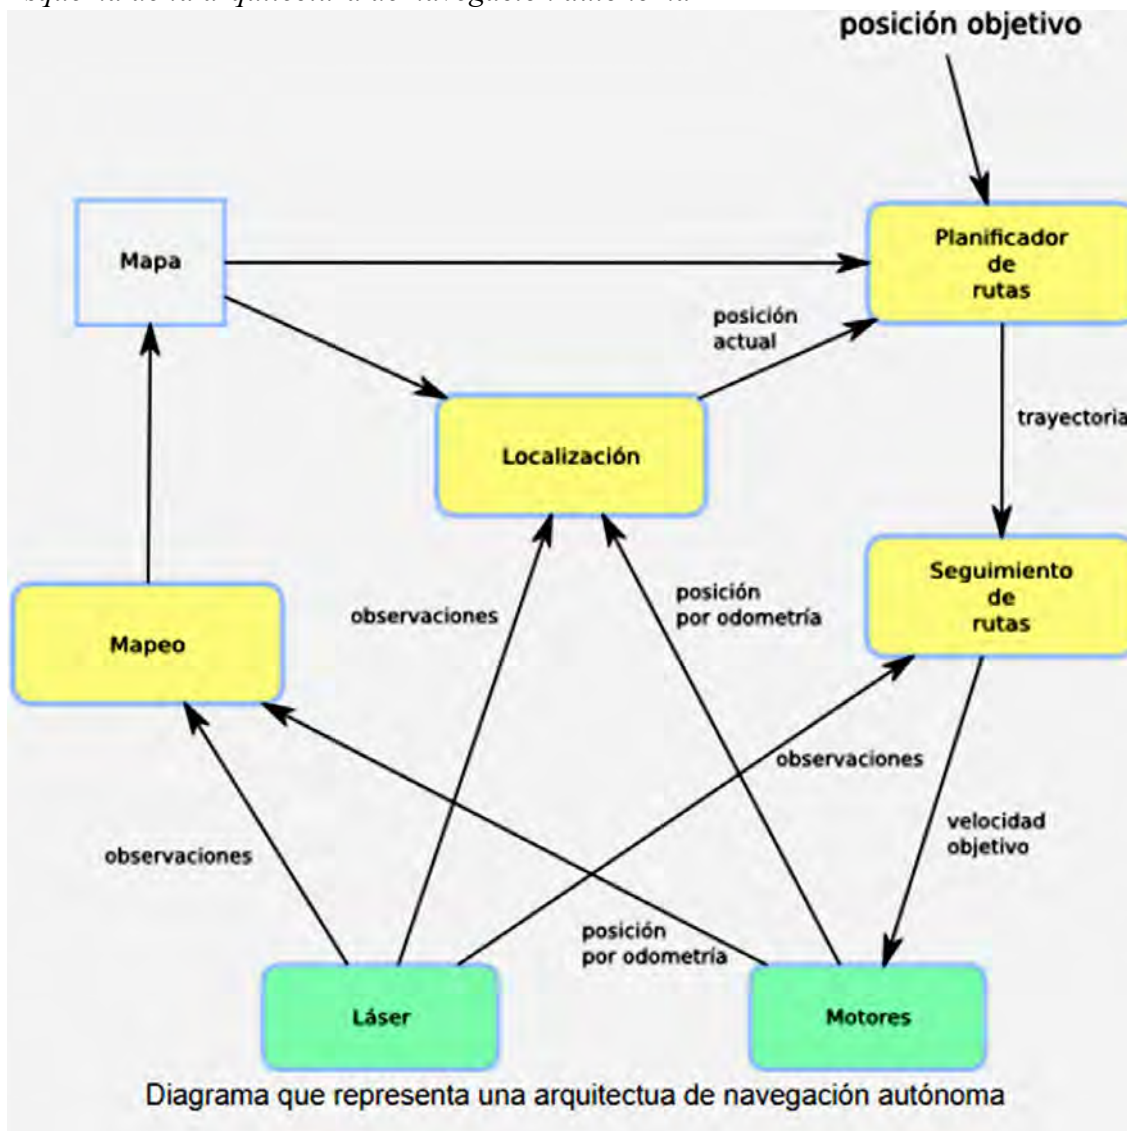 posición objetivo
Planificador
de
rutas
Mapa
posición
actual
trayectoria
Localización
Seguimiento
de
rutas
observaciones
posición
por odometría
Mapeo
observaciones
velocidad
objetivo
observaciones
posición
por odometría
Láser
Motores
Diagrama que representa una arquitectua de navegación autónoma